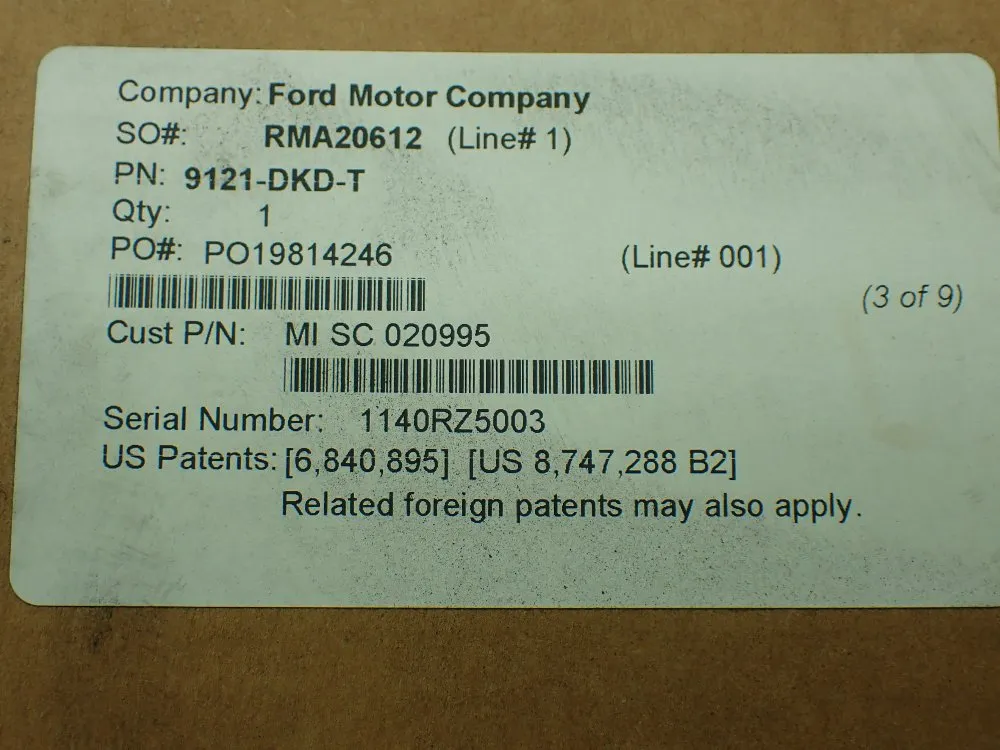 Company: Ford Motor Company
SO#: RMA20612 (Line# 1)
PN: 9121-DKD-T
Qty: 1
PO#: PO19814246 (Line# 001)
(3 of 9)
Cust P/N: MI SC 020995
Serial Number: 1140RZ5003
US Patents: [6,840,895] [US 8,747,288 B2]
Related foreign patents may also apply.